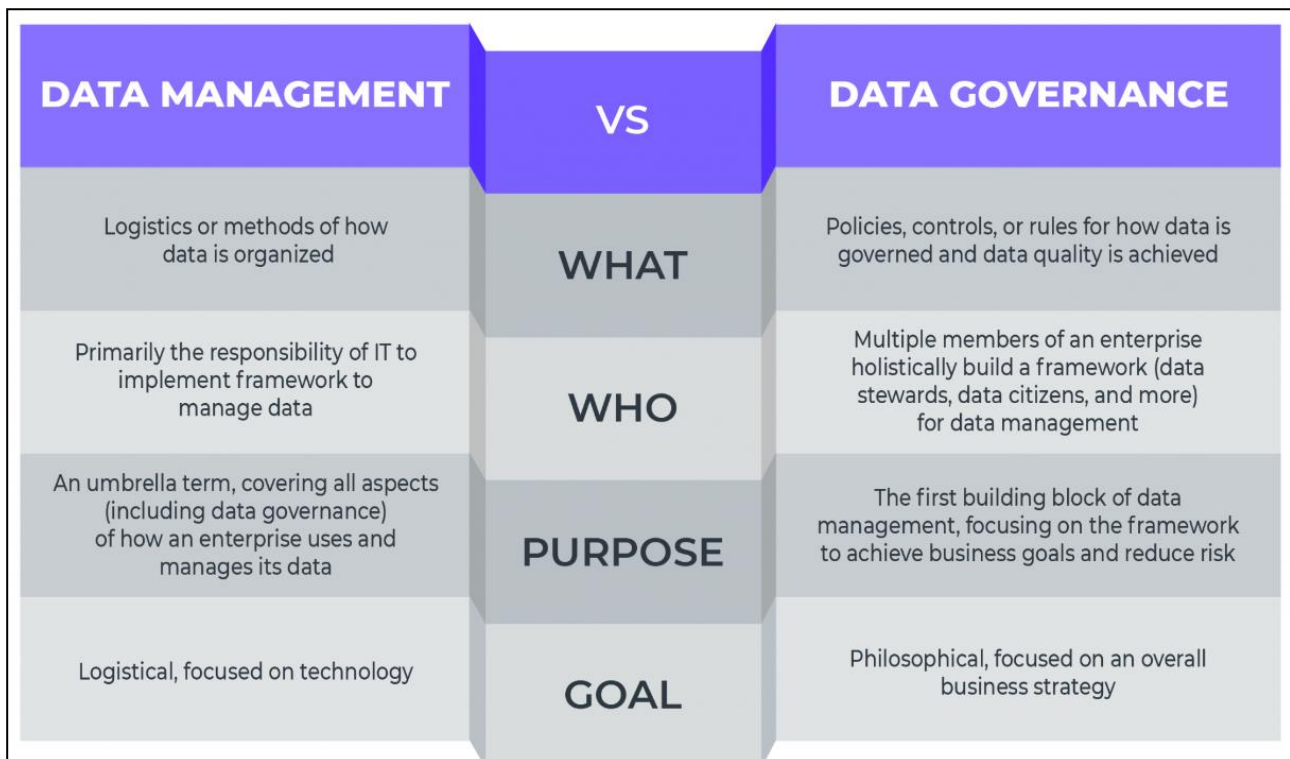 DATA MANAGEMENT
VS
DATA GOVERNANCE
Logistics or methods of how
data is organized
WHAT
Policies, controls, or rules for how data is
governed and data quality is achieved
Primarily the responsibility of IT to
implement framework to
manage data
WHO
Multiple members of an enterprise
holistically build a framework (data
stewards, data citizens, and more)
for data management
An umbrella term, covering all aspects
(including data governance)
of how an enterprise uses and
manages its data
PURPOSE
The first building block of data
management, focusing on the framework
to achieve business goals and reduce risk
Logistical, focused on technology
GOAL
Philosophical, focused on an overall
business strategy